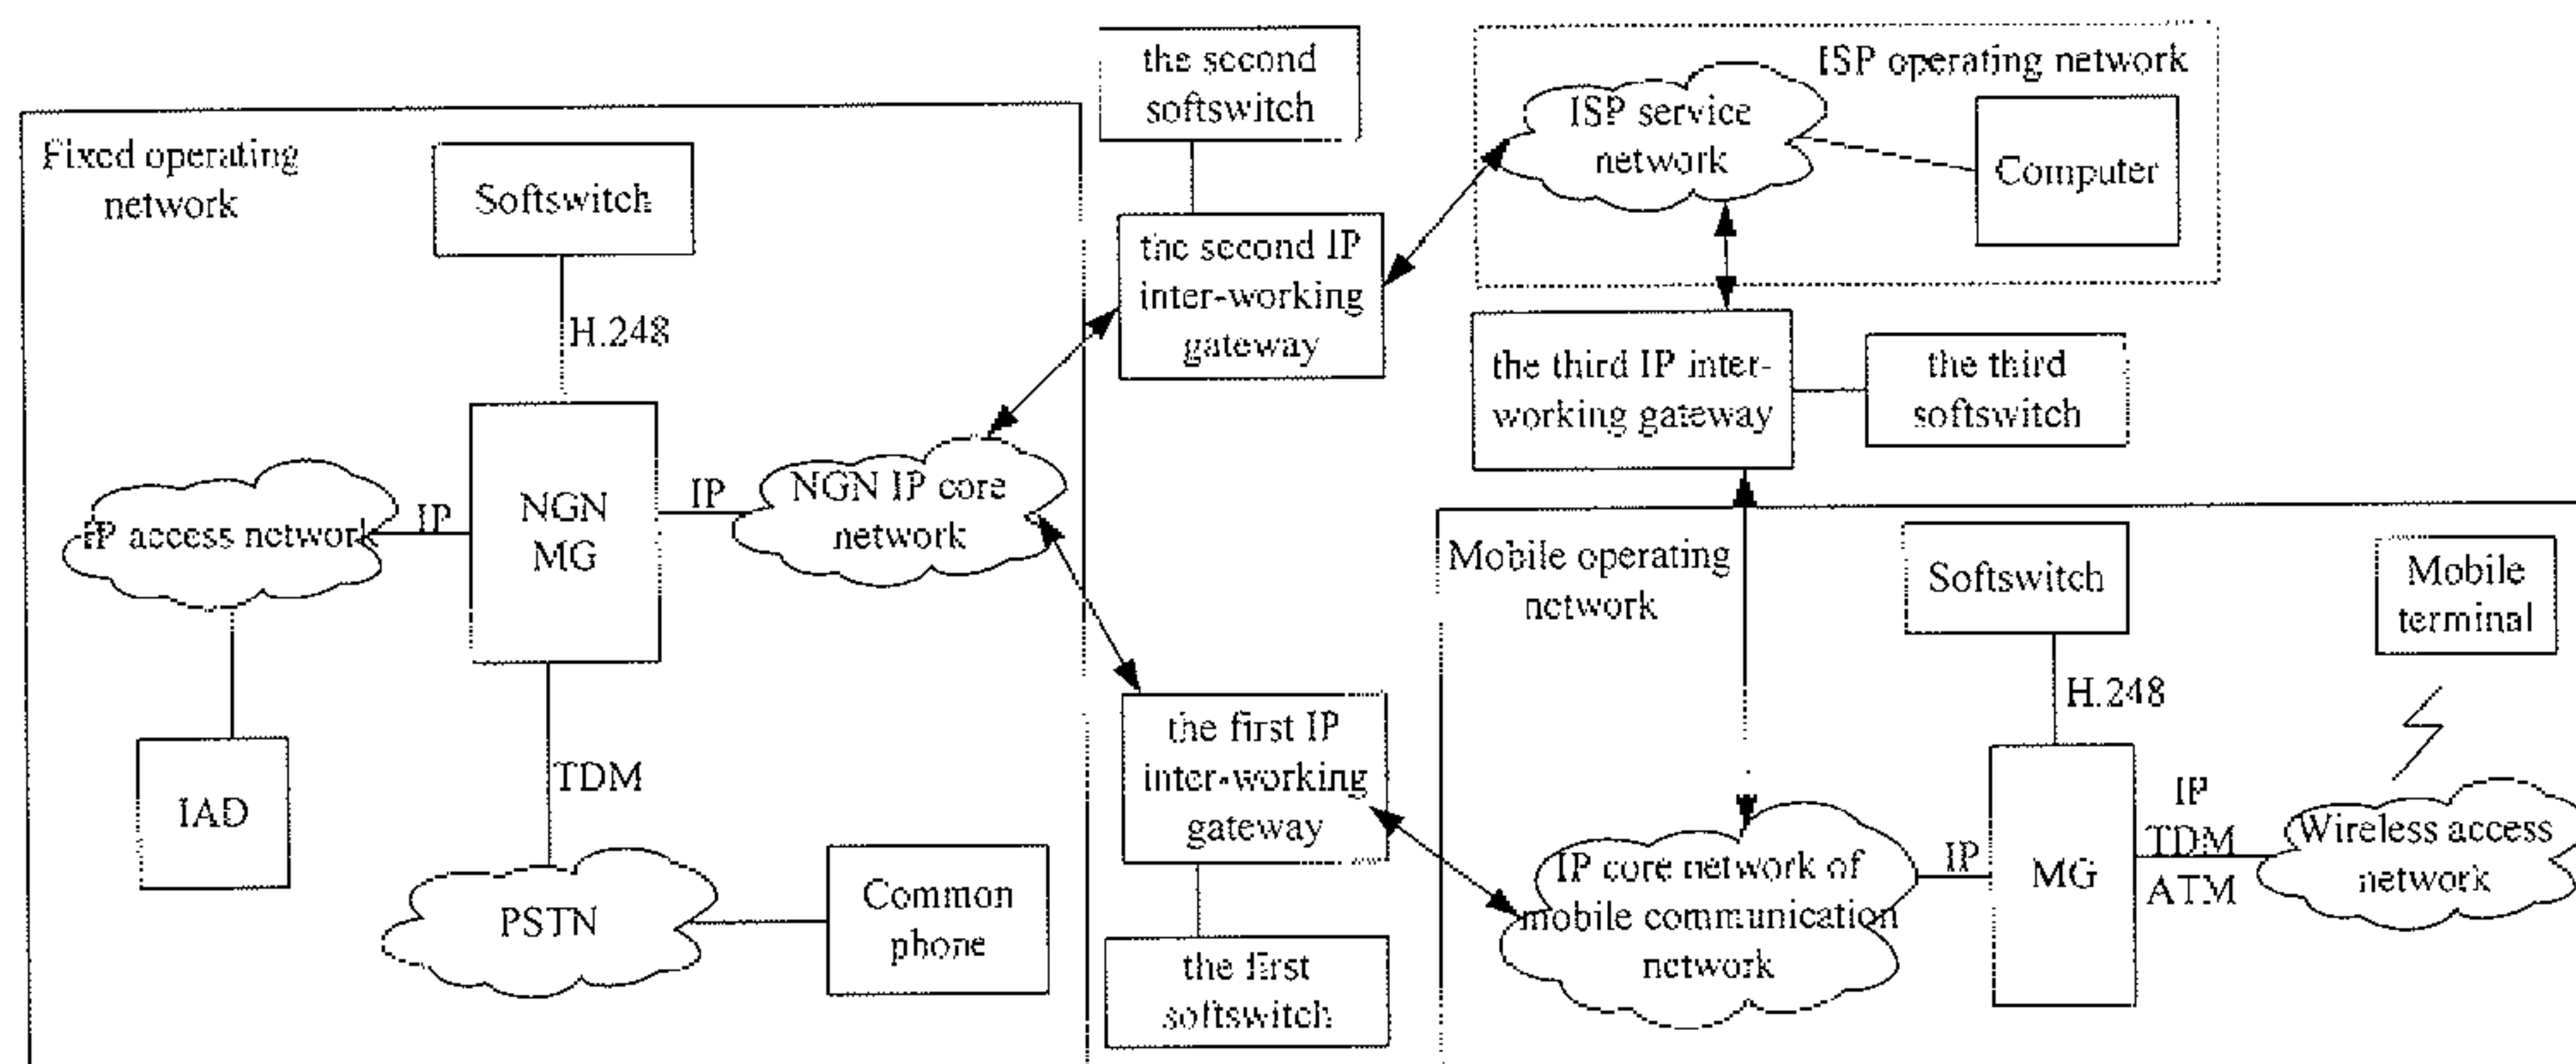 Fixed operating
network
Softswitch
H.248
IP access network
IP
NGN
MG
IP
NGN IP core
network
IAD
TDM
PSTN
Common
phone
the second
softswitch
the second IP
inter-working
gateway
the first IP
inter-working
gateway
the first
softswitch
ISP operating network
ISP service
network
Computer
the third IP inter-
working gateway
the third
softswitch
Mobile operating
network
Softswitch
H.248
Mobile
terminal
IP core network of
mobile communication
network
IP
MG
IP
TDM
ATM
Wireless access
network